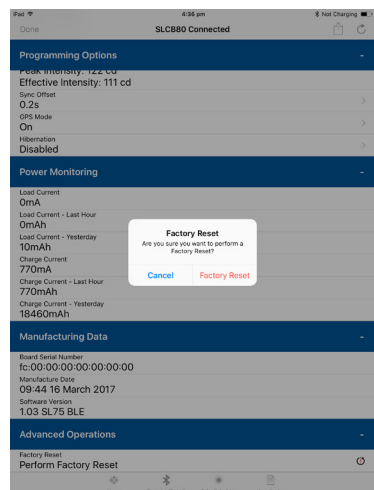 iPad 4:36 pm Not Charging
Done SLCB80 Connected
Programming Options -
Peak Intensity: 122 cd
Effective Intensity: 111 cd
Sync Offset
0.2s
GPS Mode
On
Hibernation
Disabled
Power Monitoring -
Load Current
0mA
Load Current - Last Hour
0mAh
Load Current - Yesterday
10mAh
Charge Current
770mA
Charge Current - Last Hour
770mAh
Charge Current - Yesterday
18460mAh
Factory Reset
Are you sure you want to perform a
Factory Reset?
Cancel Factory Reset
Manufacturing Data -
Board Serial Number
fc:00:00:00:00:00:00:00
Manufacture Date
09:44 16 March 2017
Software Version
1.03 SL75 BLE
Advanced Operations -
Factory Reset
Perform Factory Reset